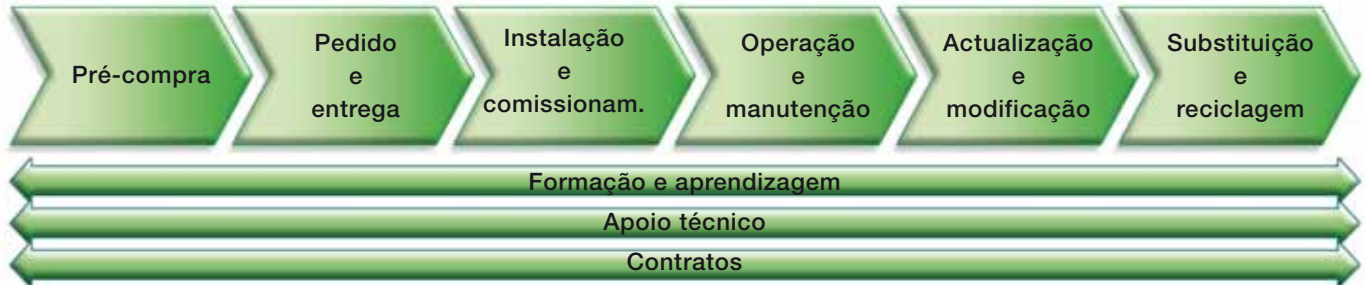 Pré-compra
Pedido
e
entrega
Instalação
e
comissionam.
Operação
e
manutenção
Actualização
e
modificação
Substituição
e
reciclagem
Formação e aprendizagem
Apoio técnico
Contratos